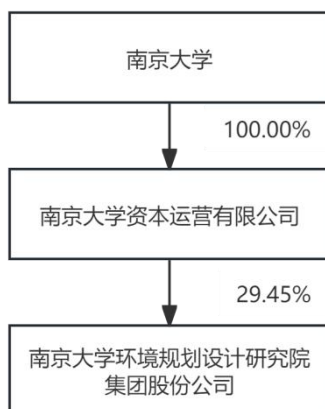 南京大学
100.00%
南京大学资本运营有限公司
29.45%
南京大学环境规划设计研究院
集团股份公司